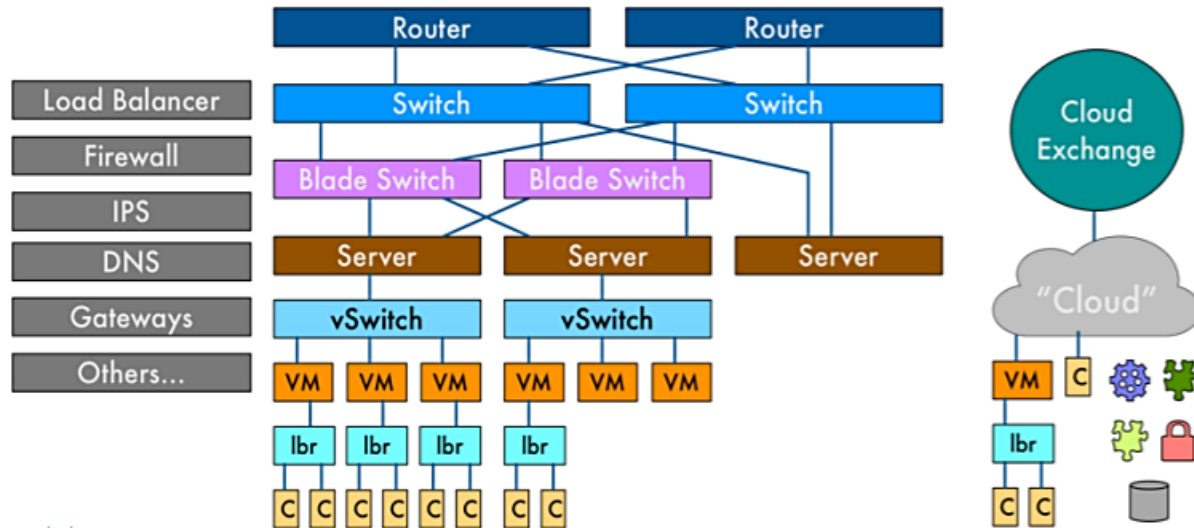 Router
Router
Load Balancer
Switch
Switch
Cloud
Exchange
Firewall
Blade Switch
Blade Switch
IPS
DNS
Server
Server
Server
"Cloud"
Gateways
vSwitch
vSwitch
Others...
VM
VM
VM
VM
VM
VM
VM
C
lbr
lbr
lbr
lbr
lbr
C
C
C
C
C
C
C
C
C
C